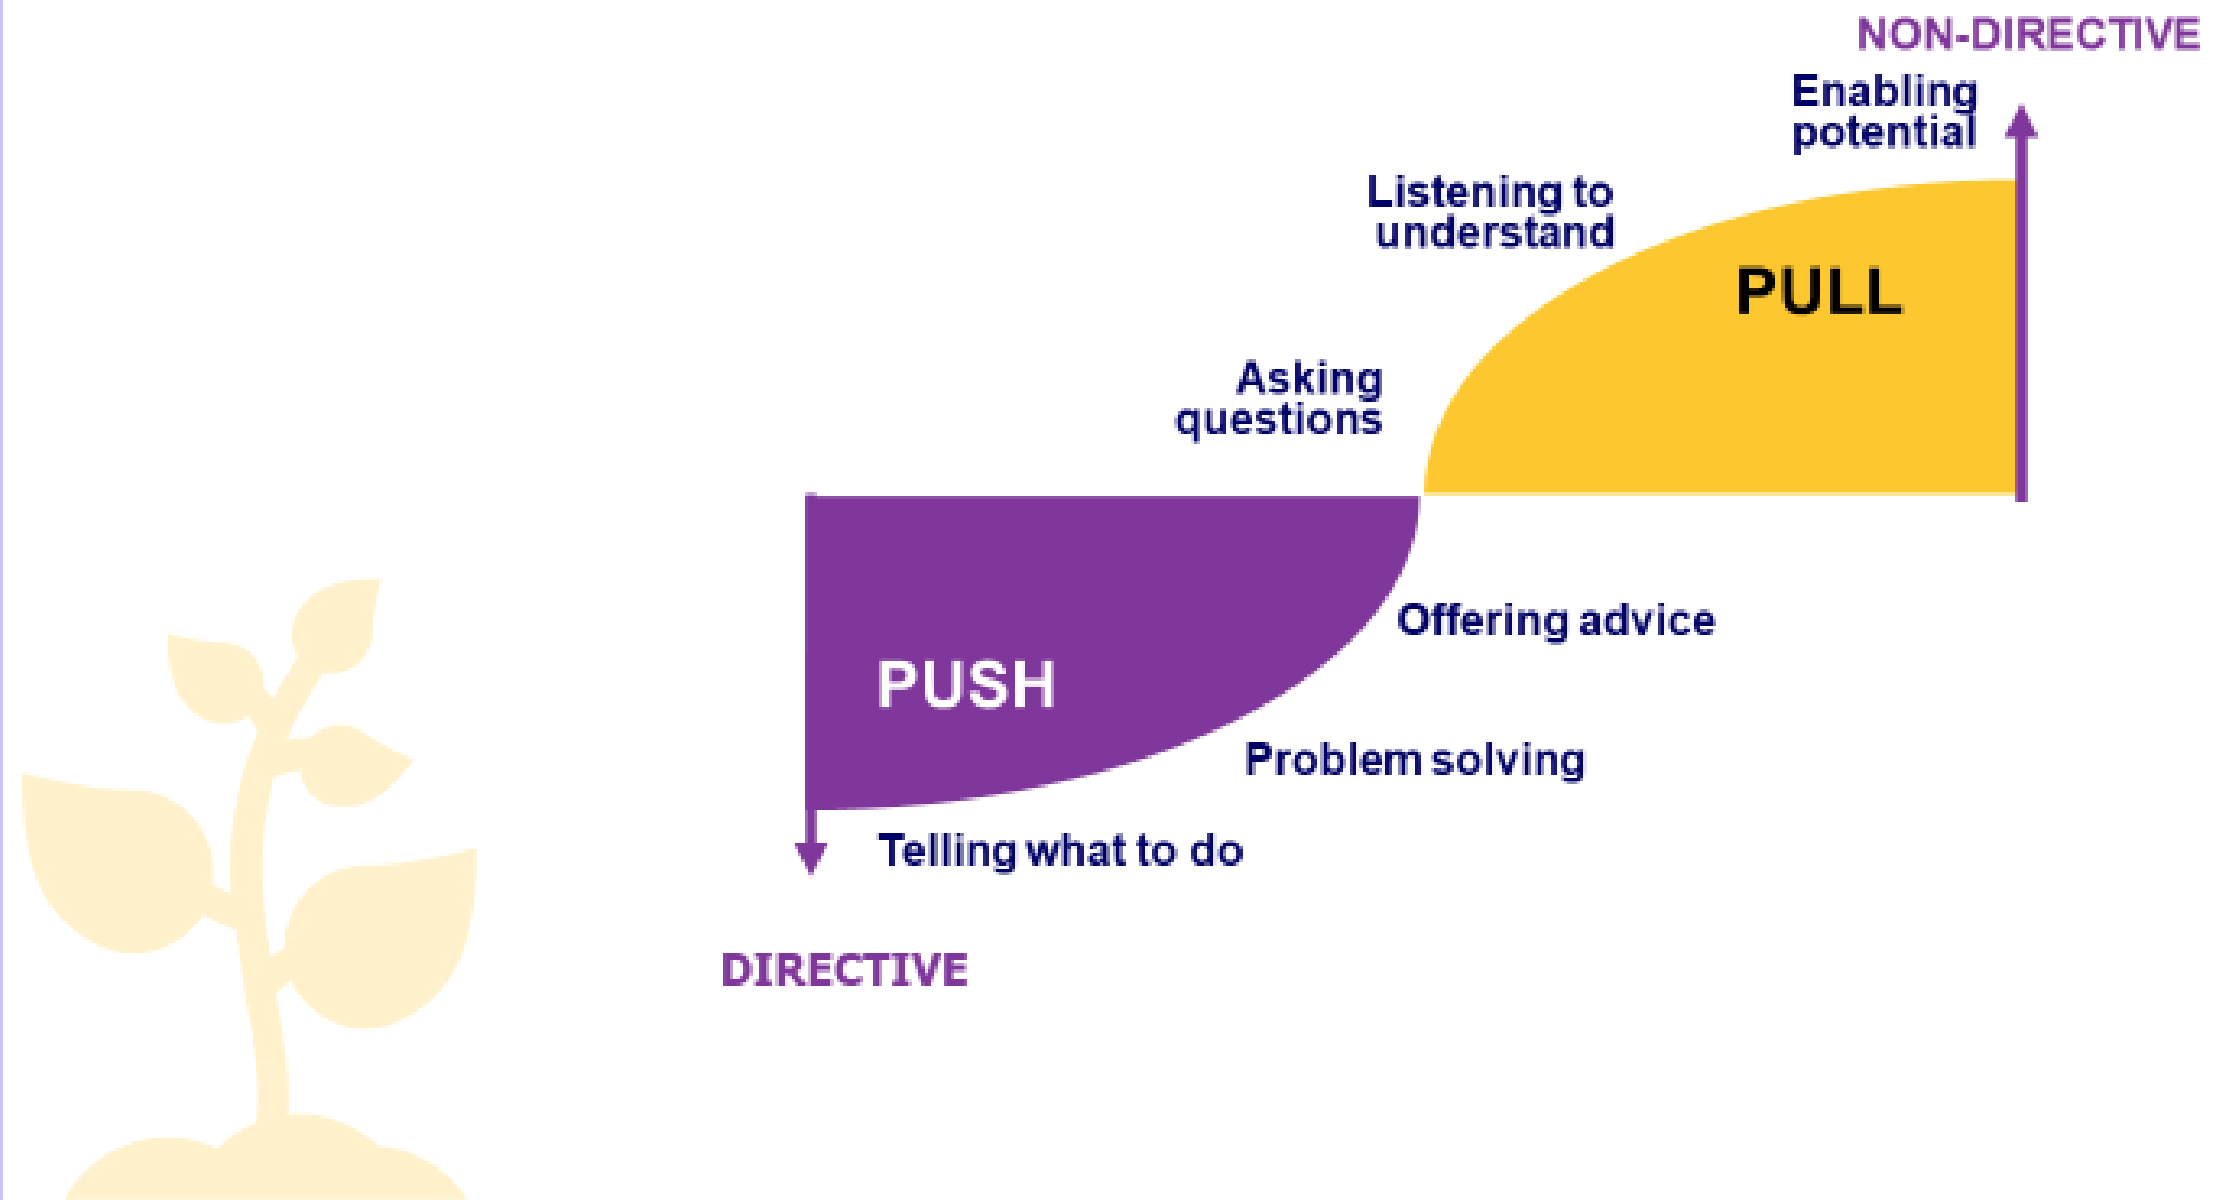 NON-DIRECTIVE
Enabling
potential
Listening to
understand
PULL
Asking
questions
Offering advice
PUSH
Problem solving
Telling what to do
DIRECTIVE